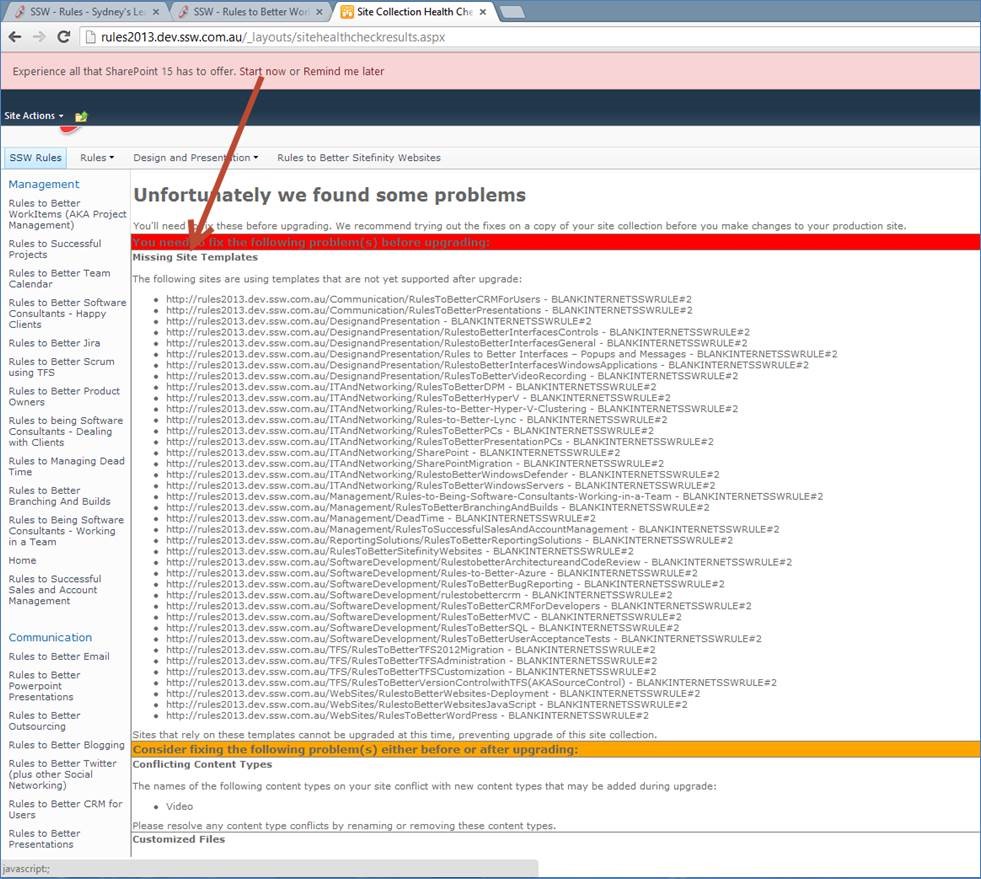 SSW - Rules - Sydney's Le
SSW - Rules to Better Wor
Site Collection Health Che
rules2013.dev.ssw.com.au/_layouts/sitehealthcheckresults.aspx
Experience all that SharePoint 15 has to offer. Start now or Remind me later
Site Actions
SSW Rules
Rules
Design and Presentation
Rules to Better Sitefinity Websites
Management
Rules to Better
WorkItems (AKA Project
Management)
Rules to Successful
Projects
Rules to Better Team
Calendar
Rules to Better Software
Consultants - Happy
Clients
Rules to Better Jira
Rules to Better Scrum
using TFS
Rules to Better Product
Owners
Rules to being Software
Consultants - Dealing
with Clients
Rules to Managing Dead
Time
Rules to Better
Branching And Builds
Rules to Being Software
Consultants - Working
in a Team
Home
Rules to Successful
Sales and Account
Management
Communication
Rules to Better Email
Rules to Better
Powerpoint
Presentations
Rules to Better
Outsourcing
Rules to Better Blogging
Rules to Better Twitter
(plus other Social
Networking)
Rules to Better CRM for
Users
Rules to Better
Presentations
Unfortunately we found some problems
You'll need to fix these before upgrading. We recommend trying out the fixes on a copy of your site collection before you make changes to your production site.
You need to fix the following problem(s) before upgrading:
Missing Site Templates
The following sites are using templates that are not yet supported after upgrade:
http://rules2013.dev.ssw.com.au/Communication/RulesToBetterCRMForUsers - BLANKINTERNETSSWRULE#2
http://rules2013.dev.ssw.com.au/Communication/RulesToBetterPresentations - BLANKINTERNETSSWRULE#2
http://rules2013.dev.ssw.com.au/DesignandPresentation - BLANKINTERNETSSWRULE#2
http://rules2013.dev.ssw.com.au/DesignandPresentation/RulestoBetterInterfacesControls - BLANKINTERNETSSWRULE#2
http://rules2013.dev.ssw.com.au/DesignandPresentation/RulestoBetterInterfacesGeneral - BLANKINTERNETSSWRULE#2
http://rules2013.dev.ssw.com.au/DesignandPresentation/Rules to Better Interfaces – Popups and Messages - BLANKINTERNETSSWRULE#2
http://rules2013.dev.ssw.com.au/DesignandPresentation/RulestoBetterInterfacesWindowsApplications - BLANKINTERNETSSWRULE#2
http://rules2013.dev.ssw.com.au/DesignandPresentation/RulesToBetterVideoRecording - BLANKINTERNETSSWRULE#2
http://rules2013.dev.ssw.com.au/ITAndNetworking/RulesToBetterDPM - BLANKINTERNETSSWRULE#2
http://rules2013.dev.ssw.com.au/ITAndNetworking/RulesToBetterHyperV - BLANKINTERNETSSWRULE#2
http://rules2013.dev.ssw.com.au/ITAndNetworking/Rules-to-Better-Hyper-V-Clustering - BLANKINTERNETSSWRULE#2
http://rules2013.dev.ssw.com.au/ITAndNetworking/Rules-to-Better-Lync - BLANKINTERNETSSWRULE#2
http://rules2013.dev.ssw.com.au/ITAndNetworking/RulesToBetterPCs - BLANKINTERNETSSWRULE#2
http://rules2013.dev.ssw.com.au/ITAndNetworking/RulesToBetterPresentationPCs - BLANKINTERNETSSWRULE#2
http://rules2013.dev.ssw.com.au/ITAndNetworking/SharePoint - BLANKINTERNETSSWRULE#2
http://rules2013.dev.ssw.com.au/ITAndNetworking/SharePointMigration - BLANKINTERNETSSWRULE#2
http://rules2013.dev.ssw.com.au/ITAndNetworking/RulestoBetterWindowsDefender - BLANKINTERNETSSWRULE#2
http://rules2013.dev.ssw.com.au/ITAndNetworking/RulesToBetterWindowsServers - BLANKINTERNETSSWRULE#2
http://rules2013.dev.ssw.com.au/Management/Rules-to-Being-Software-Consultants-Working-in-a-Team - BLANKINTERNETSSWRULE#2
http://rules2013.dev.ssw.com.au/Management/RulesToBetterBranchingAndBuilds - BLANKINTERNETSSWRULE#2
http://rules2013.dev.ssw.com.au/Management/DeadTime - BLANKINTERNETSSWRULE#2
http://rules2013.dev.ssw.com.au/Management/RulesToSuccessfulSalesAndAccountManagement - BLANKINTERNETSSWRULE#2
http://rules2013.dev.ssw.com.au/ReportingSolutions/RulesToBetterReportingSolutions - BLANKINTERNETSSWRULE#2
http://rules2013.dev.ssw.com.au/RulesToBetterSitefinityWebsites - BLANKINTERNETSSWRULE#2
http://rules2013.dev.ssw.com.au/SoftwareDevelopment/RulestobetterArchitectureandCodeReview - BLANKINTERNETSSWRULE#2
http://rules2013.dev.ssw.com.au/SoftwareDevelopment/Rules-to-Better-Azure - BLANKINTERNETSSWRULE#2
http://rules2013.dev.ssw.com.au/SoftwareDevelopment/RulesToBetterBugReporting - BLANKINTERNETSSWRULE#2
http://rules2013.dev.ssw.com.au/SoftwareDevelopment/rulestobettercrm - BLANKINTERNETSSWRULE#2
http://rules2013.dev.ssw.com.au/SoftwareDevelopment/RulesToBetterCRMForDevelopers - BLANKINTERNETSSWRULE#2
http://rules2013.dev.ssw.com.au/SoftwareDevelopment/RulesToBetterMVC - BLANKINTERNETSSWRULE#2
http://rules2013.dev.ssw.com.au/SoftwareDevelopment/RulesToBetterSQL - BLANKINTERNETSSWRULE#2
http://rules2013.dev.ssw.com.au/SoftwareDevelopment/RulesToBetterUserAcceptanceTests - BLANKINTERNETSSWRULE#2
http://rules2013.dev.ssw.com.au/TFS/RulesToBetterTFS2012Migration - BLANKINTERNETSSWRULE#2
http://rules2013.dev.ssw.com.au/TFS/RulesToBetterTFSAdministration - BLANKINTERNETSSWRULE#2
http://rules2013.dev.ssw.com.au/TFS/RulesToBetterTFSCustomization - BLANKINTERNETSSWRULE#2
http://rules2013.dev.ssw.com.au/TFS/RulesToBetterVersionControlwithTFS(AKASourceControl) - BLANKINTERNETSSWRULE#2
http://rules2013.dev.ssw.com.au/WebSites/RulestoBetterWebsites-Deployment - BLANKINTERNETSSWRULE#2
http://rules2013.dev.ssw.com.au/WebSites/RulestoBetterWebsitesJavaScript - BLANKINTERNETSSWRULE#2
http://rules2013.dev.ssw.com.au/WebSites/RulesToBetterWordPress - BLANKINTERNETSSWRULE#2
Sites that rely on these templates cannot be upgraded at this time, preventing upgrade of this site collection.
Consider fixing the following problem(s) either before or after upgrading:
Conflicting Content Types
The names of the following content types on your site conflict with new content types that may be added during upgrade:
Video
Please resolve any content type conflicts by renaming or removing these content types.
Customized Files
javascript:;